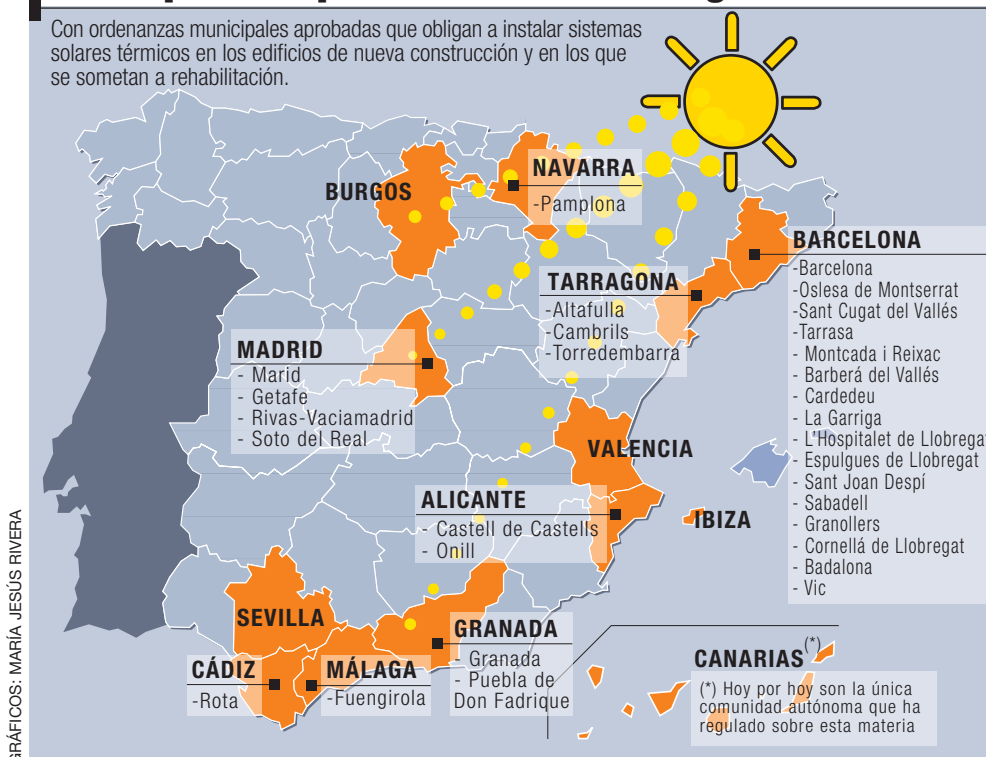 Con ordenanzas municipales aprobadas que obligan a instalar sistemas
solares térmicos en los edificios de nueva construcción y en los que
se sometan a rehabilitación.
BURGOS
NAVARRA
-Pamplona
BARCELONA
-Barcelona
-Oslesa de Montserrat
-Sant Cugat del Vallés
-Tarrasa
- Montcada i Reixac
- Barberá del Vallés
- Cardedeu
- La Garriga
- L'Hospitalet de Llobregat
- Espulgues de Llobregat
- Sant Joan Despí
- Sabadell
- Granollers
- Cornellá de Llobregat
- Badalona
- Vic
TARRAGONA
-Altafulla
-Cambrils
-Torredembarra
MADRID
- Marid
- Getafe
- Rivas-Vaciamadrid
- Soto del Real
VALENCIA
ALICANTE
- Castell de Castells
- Onill
IBIZA
SEVILLA
GRANADA
- Granada
- Puebla de
Don Fadrique
CÁDIZ
-Rota
MÁLAGA
-Fuengirola
CANARIAS(*)
(*) Hoy por hoy son la única
comunidad autónoma que ha
regulado sobre esta materia
GRÁFICOS: MARÍA JESÚS RIVERA